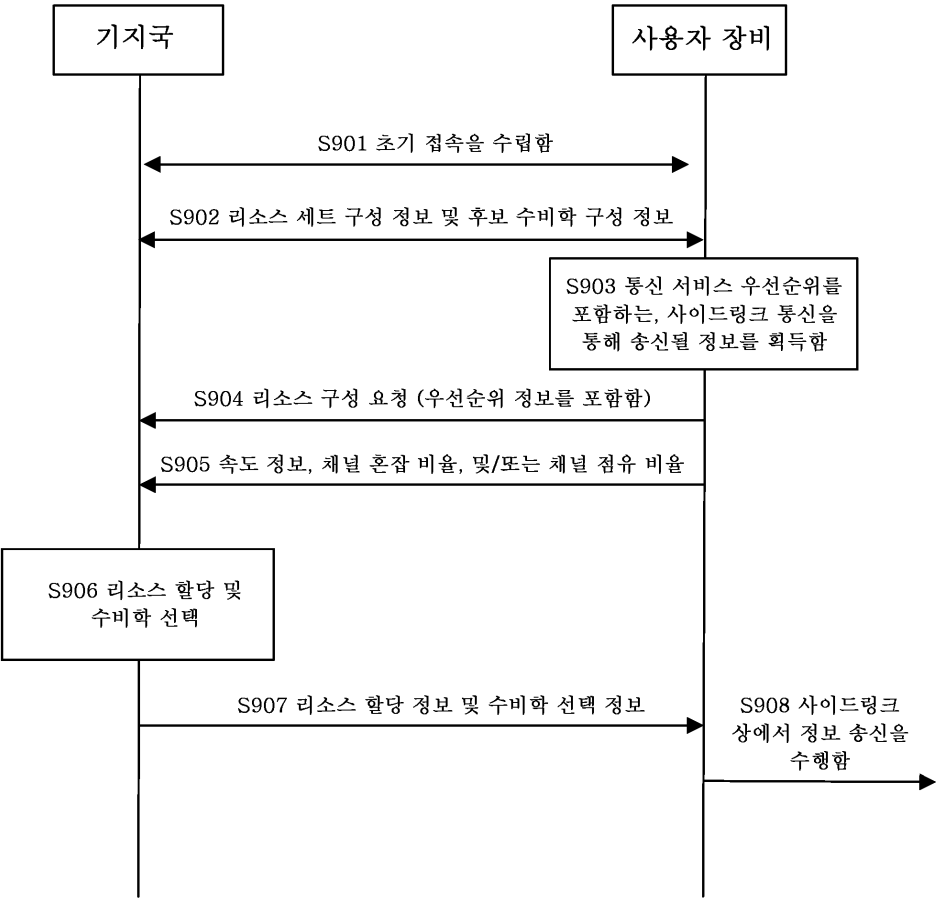 기지국
사용자 장비
S901 초기 접속을 수립함
S902 리소스 세트 구성 정보 및 후보 수비학 구성 정보
S903 통신 서비스 우선순위를
포함하는, 사이드링크 통신을
통해 송신될 정보를 획득함
S904 리소스 구성 요청 (우선순위 정보를 포함함)
S905 속도 정보, 채널 혼잡 비율, 및/또는 채널 점유 비율
S906 리소스 할당 및
수비학 선택
S907 리소스 할당 정보 및 수비학 선택 정보
S908 사이드링크
상에서 정보 송신을
수행함